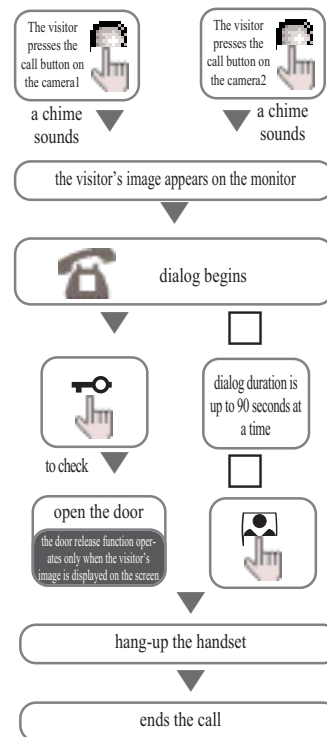 The visitor
presses the
call button on
the camera1
The visitor
presses the
call button on
the camera2
a chime
sounds
a chime
sounds
the visitor's image appears on the monitor
dialog begins
dialog duration is
up to 90 seconds at
a time
to check
open the door
the door release function oper-
ates only when the visitor's
image is displayed on the screen
hang-up the handset
ends the call